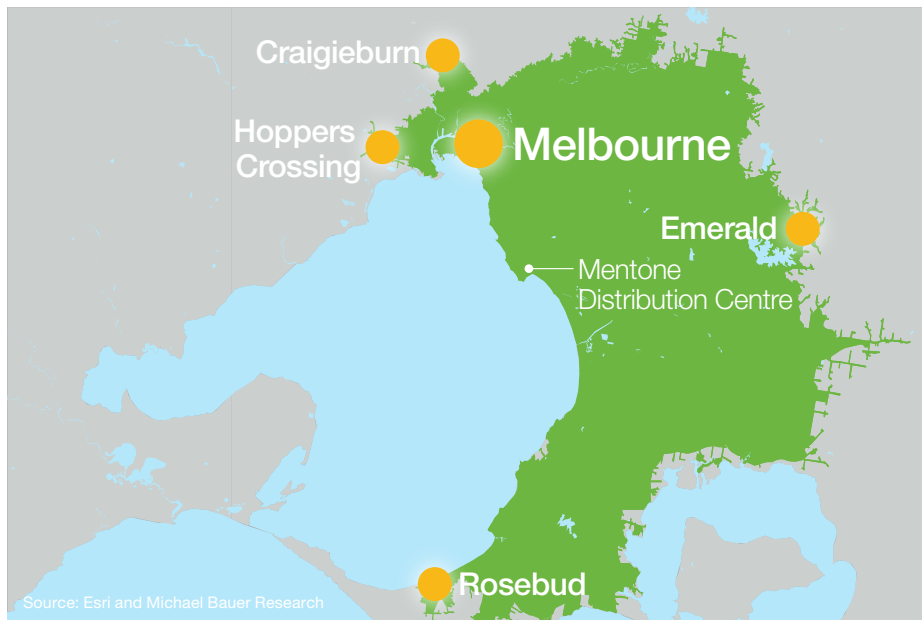 Craigieburn
Hoppers
Crossing
Melbourne
Emerald
Mentone
Distribution Centre
Rosebud
Source: Esri and Michael Bauer Research